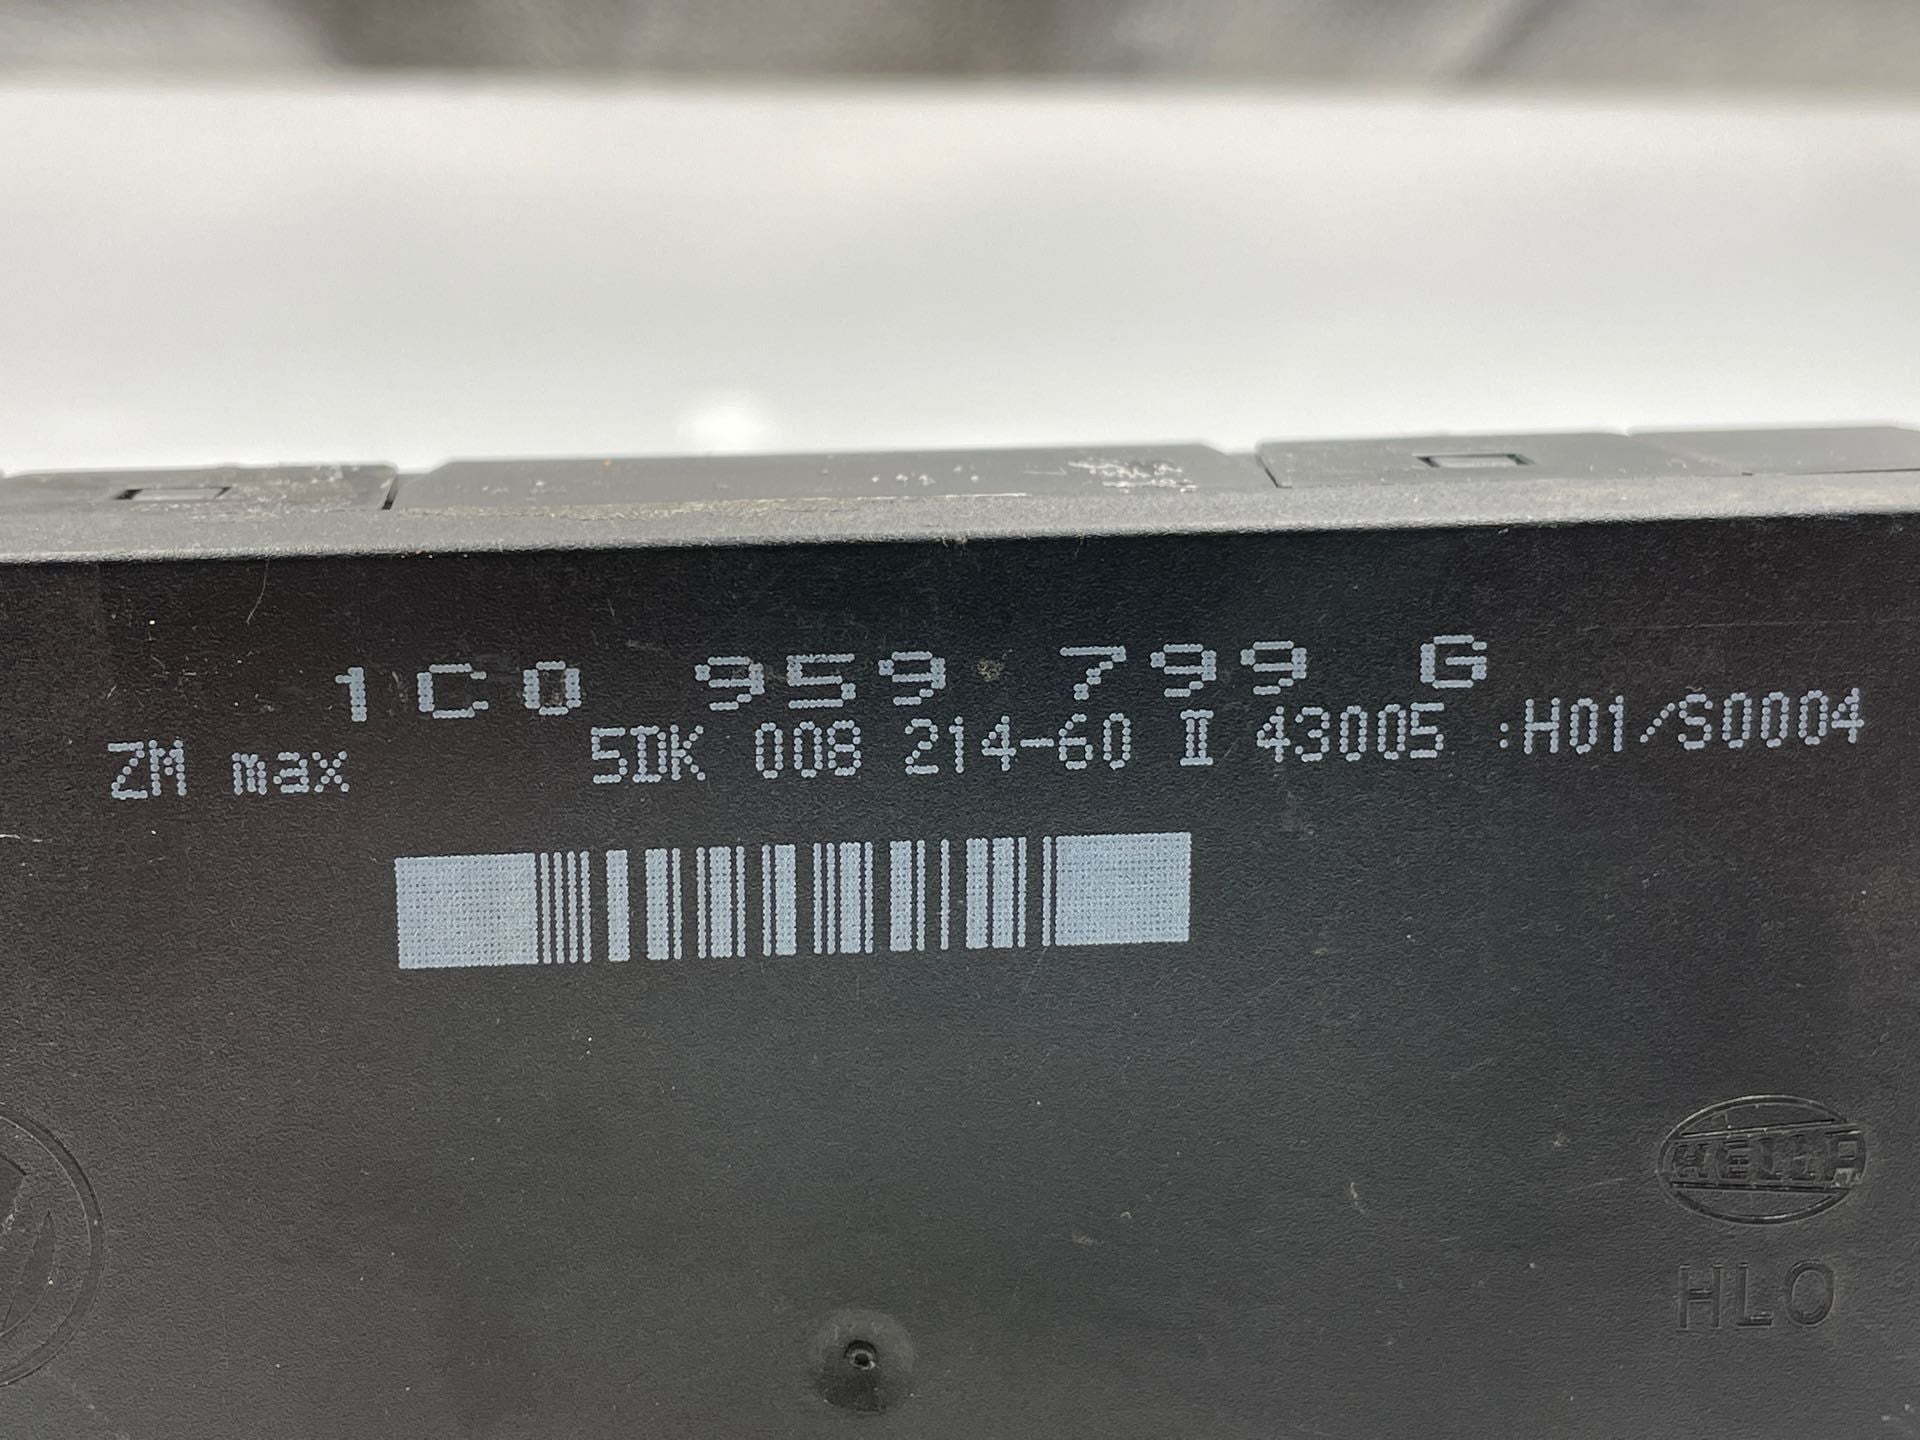 1C0 959 799 G
ZM max 5DK 008 214-60 II 43005 :H01/S0004
HELLA
HLO